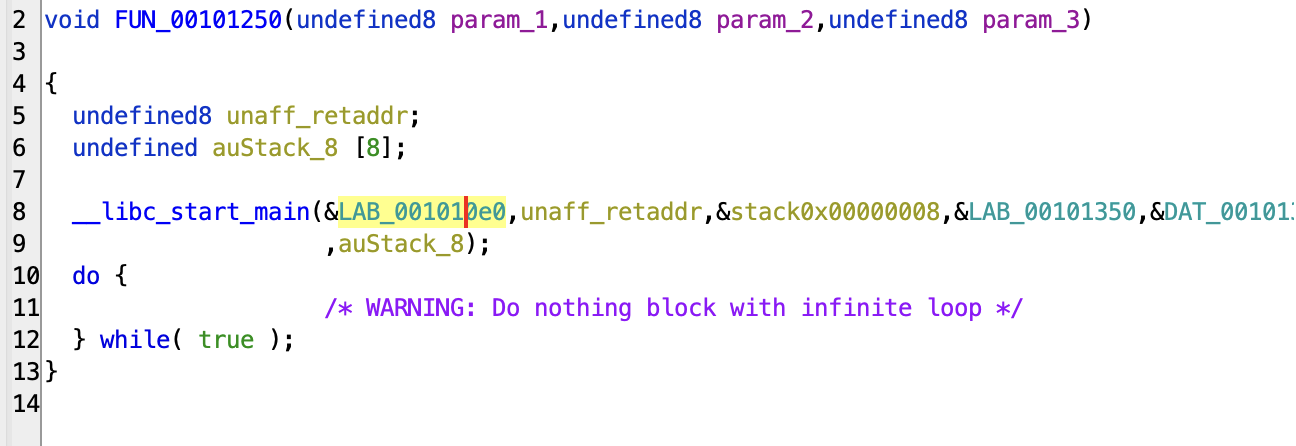 2 void FUN_00101250(undefined8 param_1,undefined8 param_2,undefined8 param_3)
3
4 {
5 undefined8 unaff_retaddr;
6 undefined auStack_8 [8];
7
8 __libc_start_main(&LAB_001010e0,unaff_retaddr,&stack0x00000008,&LAB_00101350,&DAT_00101
9 ,auStack_8);
10 do {
11 /* WARNING: Do nothing block with infinite loop */
12 } while( true );
13 }
14